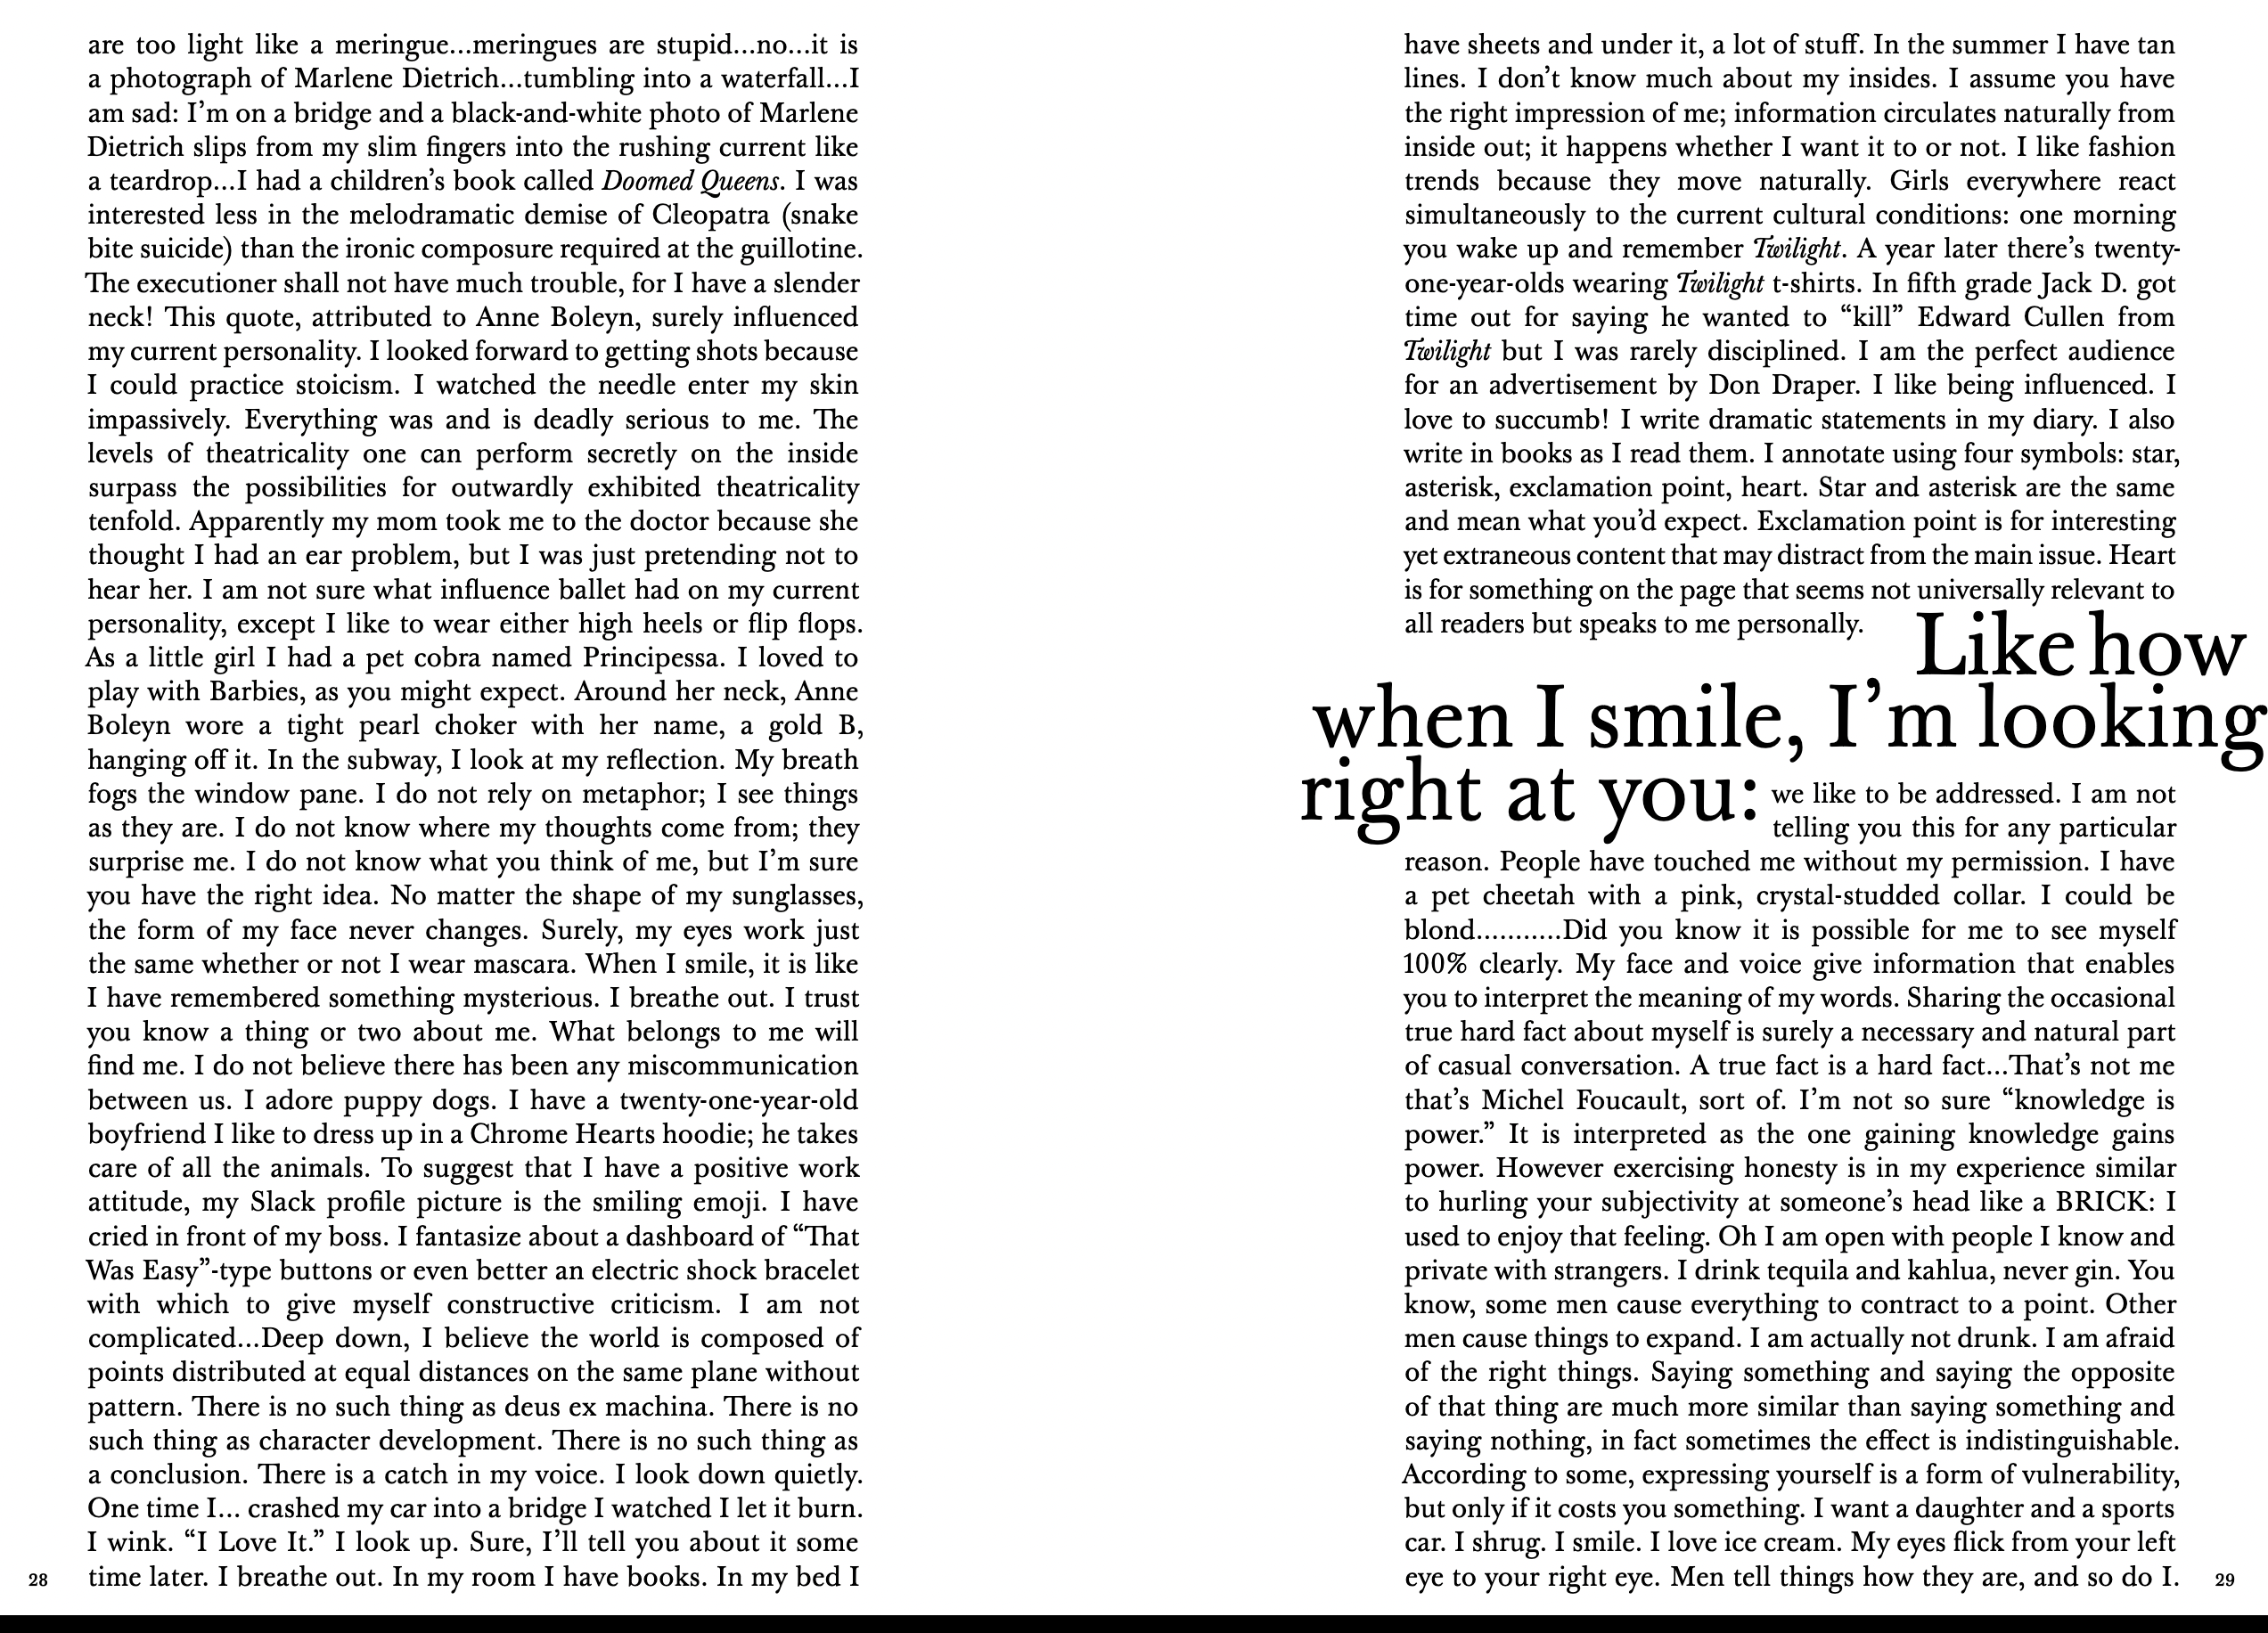 are too light like a meringue...meringues are stupid...no...it is
a photograph of Marlene Dietrich...tumbling into a waterfall...I
am sad: I’m on a bridge and a black-and-white photo of Marlene
Dietrich slips from my slim fingers into the rushing current like
a teardrop...I had a children’s book called Doomed Queens. I was
interested less in the melodramatic demise of Cleopatra (snake
bite suicide) than the ironic composure required at the guillotine.
The executioner shall not have much trouble, for I have a slender
neck! This quote, attributed to Anne Boleyn, surely influenced
my current personality. I looked forward to getting shots because
I could practice stoicism. I watched the needle enter my skin
impassively. Everything was and is deadly serious to me. The
levels of theatricality one can perform secretly on the inside
surpass the possibilities for outwardly exhibited theatricality
tenfold. Apparently my mom took me to the doctor because she
thought I had an ear problem, but I was just pretending not to
hear her. I am not sure what influence ballet had on my current
personality, except I like to wear either high heels or flip flops.
As a little girl I had a pet cobra named Principessa. I loved to
play with Barbies, as you might expect. Around her neck, Anne
Boleyn wore a tight pearl choker with her name, a gold B,
hanging off it. In the subway, I look at my reflection. My breath
fogs the window pane. I do not rely on metaphor; I see things
as they are. I do not know where my thoughts come from; they
surprise me. I do not know what you think of me, but I’m sure
you have the right idea. No matter the shape of my sunglasses,
the form of my face never changes. Surely, my eyes work just
the same whether or not I wear mascara. When I smile, it is like
I have remembered something mysterious. I breathe out. I trust
you know a thing or two about me. What belongs to me will
find me. I do not believe there has been any miscommunication
between us. I adore puppy dogs. I have a twenty-one-year-old
boyfriend I like to dress up in a Chrome Hearts hoodie; he takes
care of all the animals. To suggest that I have a positive work
attitude, my Slack profile picture is the smiling emoji. I have
cried in front of my boss. I fantasize about a dashboard of “That
Was Easy”-type buttons or even better an electric shock bracelet
with which to give myself constructive criticism. I am not
complicated...Deep down, I believe the world is composed of
points distributed at equal distances on the same plane without
pattern. There is no such thing as deus ex machina. There is no
such thing as character development. There is no such thing as
a conclusion. There is a catch in my voice. I look down quietly.
One time I... crashed my car into a bridge I watched I let it burn.
I wink. “I Love It.” I look up. Sure, I’ll tell you about it some
time later. I breathe out. In my room I have books. In my bed I
28
have sheets and under it, a lot of stuff. In the summer I have tan
lines. I don’t know much about my insides. I assume you have
the right impression of me; information circulates naturally from
inside out; it happens whether I want it to or not. I like fashion
trends because they move naturally. Girls everywhere react
simultaneously to the current cultural conditions: one morning
you wake up and remember Twilight. A year later there’s twenty-
one-year-olds wearing Twilight t-shirts. In fifth grade Jack D. got
time out for saying he wanted to “kill” Edward Cullen from
Twilight but I was rarely disciplined. I am the perfect audience
for an advertisement by Don Draper. I like being influenced. I
love to succumb! I write dramatic statements in my diary. I also
write in books as I read them. I annotate using four symbols: star,
asterisk, exclamation point, heart. Star and asterisk are the same
and mean what you’d expect. Exclamation point is for interesting
yet extraneous content that may distract from the main issue. Heart
is for something on the page that seems not universally relevant to
all readers but speaks to me personally.
Like how
when I smile, I’m looking
right at you:
we like to be addressed. I am not
telling you this for any particular
reason. People have touched me without my permission. I have
a pet cheetah with a pink, crystal-studded collar. I could be
blond...........Did you know it is possible for me to see myself
100% clearly. My face and voice give information that enables
you to interpret the meaning of my words. Sharing the occasional
true hard fact about myself is surely a necessary and natural part
of casual conversation. A true fact is a hard fact...That’s not me
that’s Michel Foucault, sort of. I’m not so sure “knowledge is
power.” It is interpreted as the one gaining knowledge gains
power. However exercising honesty is in my experience similar
to hurling your subjectivity at someone’s head like a BRICK: I
used to enjoy that feeling. Oh I am open with people I know and
private with strangers. I drink tequila and kahlua, never gin. You
know, some men cause everything to contract to a point. Other
men cause things to expand. I am actually not drunk. I am afraid
of the right things. Saying something and saying the opposite
of that thing are much more similar than saying something and
saying nothing, in fact sometimes the effect is indistinguishable.
According to some, expressing yourself is a form of vulnerability,
but only if it costs you something. I want a daughter and a sports
car. I shrug. I smile. I love ice cream. My eyes flick from your left
eye to your right eye. Men tell things how they are, and so do I.
29